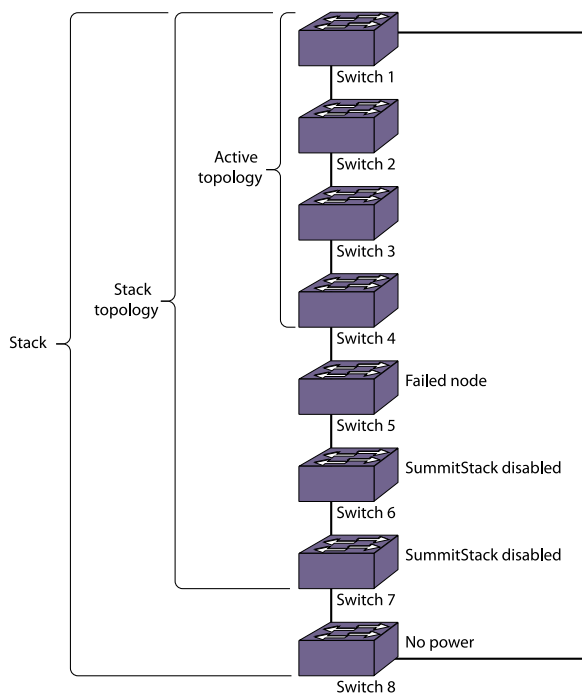 Switch 1
Switch 2
Active
topology
Switch 3
Stack
topology
Switch 4
Stack
Failed node
Switch 5
SummitStack disabled
Switch 6
SummitStack disabled
Switch 7
No power
Switch 8